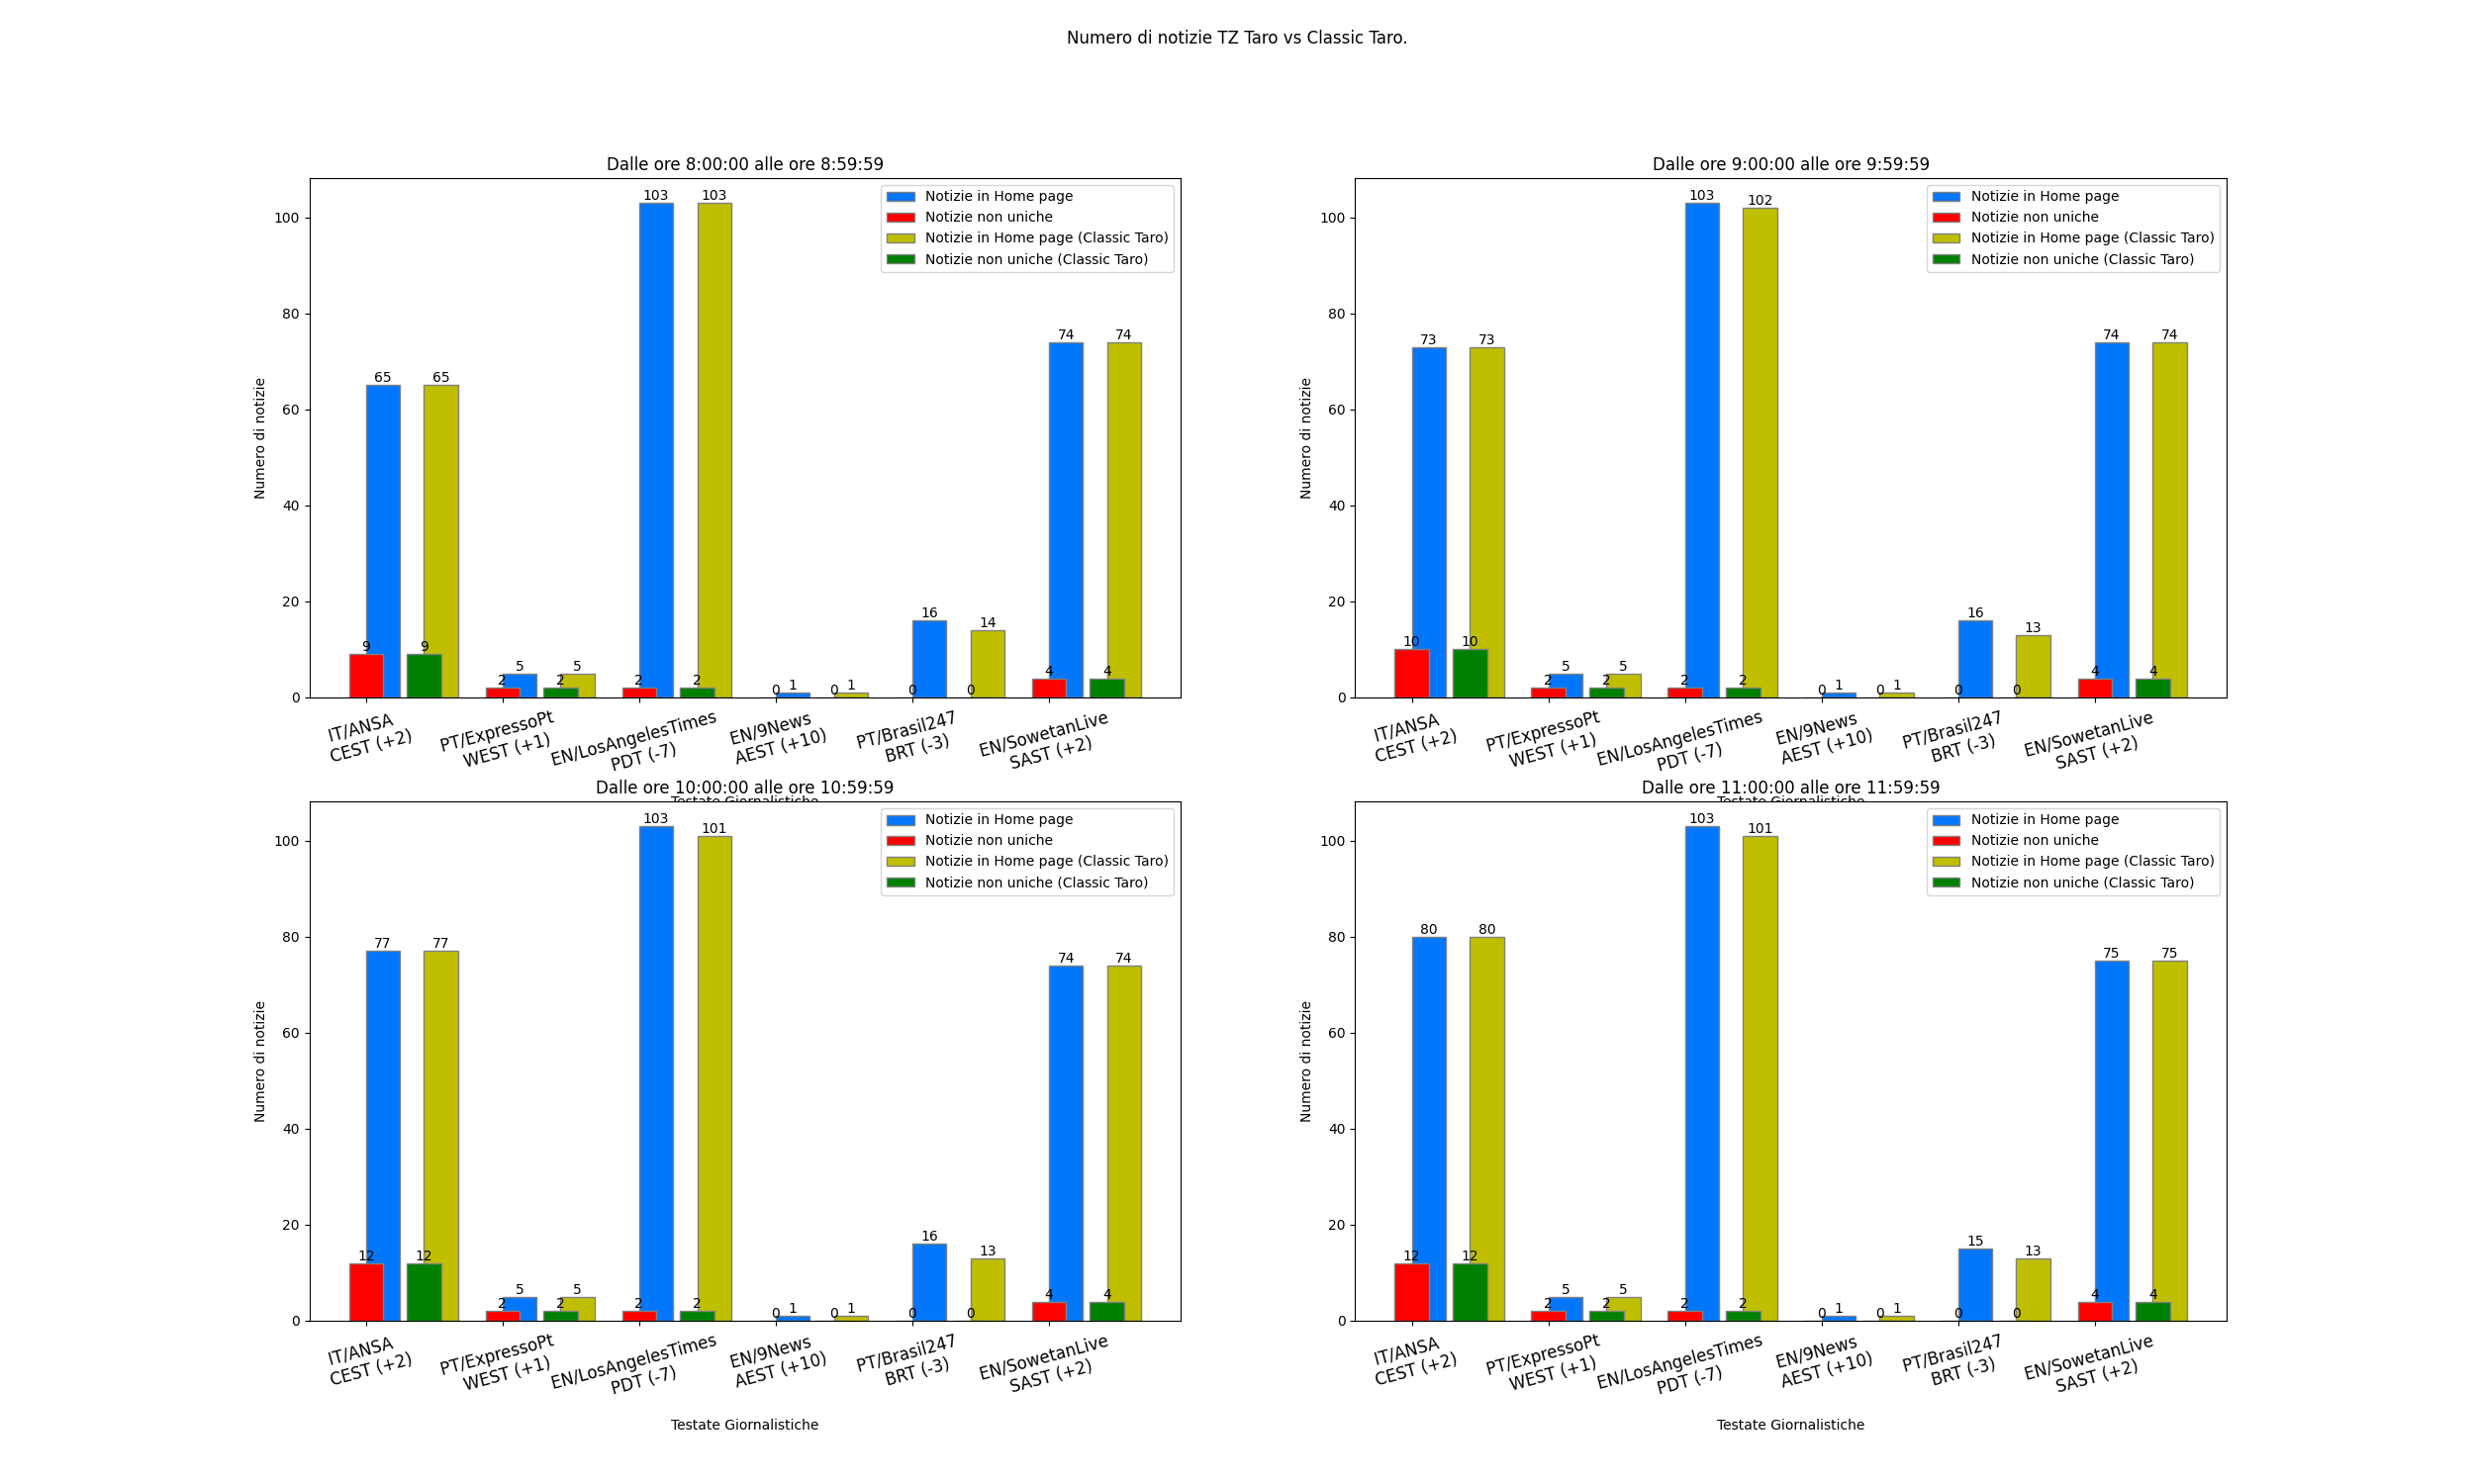 Numero di notizie TZ Taro vs Classic Taro.
Dalle ore 8:00:00 alle ore 8:59:59
Notizie in Home page
Notizie non uniche
Notizie in Home page (Classic Taro)
Notizie non uniche (Classic Taro)
Numero di notizie
100
80
60
40
20
0
65 65 5 5 103 103 1 1 16 14 74 74
9 9 2 2 2 2 0 0 0 0 4 4
IT/ANSA
CEST (+2)
PT/ExpressoPt
WEST (+1)
EN/LosAngelesTimes
PDT (-7)
EN/9News
AEST (+10)
PT/Brasil247
BRT (-3)
EN/SowetanLive
SAST (+2)
Testate Giornalistiche
Dalle ore 9:00:00 alle ore 9:59:59
Notizie in Home page
Notizie non uniche
Notizie in Home page (Classic Taro)
Notizie non uniche (Classic Taro)
Numero di notizie
100
80
60
40
20
0
73 73 5 5 103 102 1 1 16 13 74 74
10 10 2 2 2 2 0 0 0 0 4 4
IT/ANSA
CEST (+2)
PT/ExpressoPt
WEST (+1)
EN/LosAngelesTimes
PDT (-7)
EN/9News
AEST (+10)
PT/Brasil247
BRT (-3)
EN/SowetanLive
SAST (+2)
Testate Giornalistiche
Dalle ore 10:00:00 alle ore 10:59:59
Notizie in Home page
Notizie non uniche
Notizie in Home page (Classic Taro)
Notizie non uniche (Classic Taro)
Numero di notizie
100
80
60
40
20
0
77 77 5 5 103 101 1 1 16 13 74 74
12 12 2 2 2 2 0 0 0 0 4 4
IT/ANSA
CEST (+2)
PT/ExpressoPt
WEST (+1)
EN/LosAngelesTimes
PDT (-7)
EN/9News
AEST (+10)
PT/Brasil247
BRT (-3)
EN/SowetanLive
SAST (+2)
Testate Giornalistiche
Dalle ore 11:00:00 alle ore 11:59:59
Notizie in Home page
Notizie non uniche
Notizie in Home page (Classic Taro)
Notizie non uniche (Classic Taro)
Numero di notizie
100
80
60
40
20
0
80 80 5 5 103 101 1 1 15 13 75 75
12 12 2 2 2 2 0 0 0 0 4 4
IT/ANSA
CEST (+2)
PT/ExpressoPt
WEST (+1)
EN/LosAngelesTimes
PDT (-7)
EN/9News
AEST (+10)
PT/Brasil247
BRT (-3)
EN/SowetanLive
SAST (+2)
Testate Giornalistiche